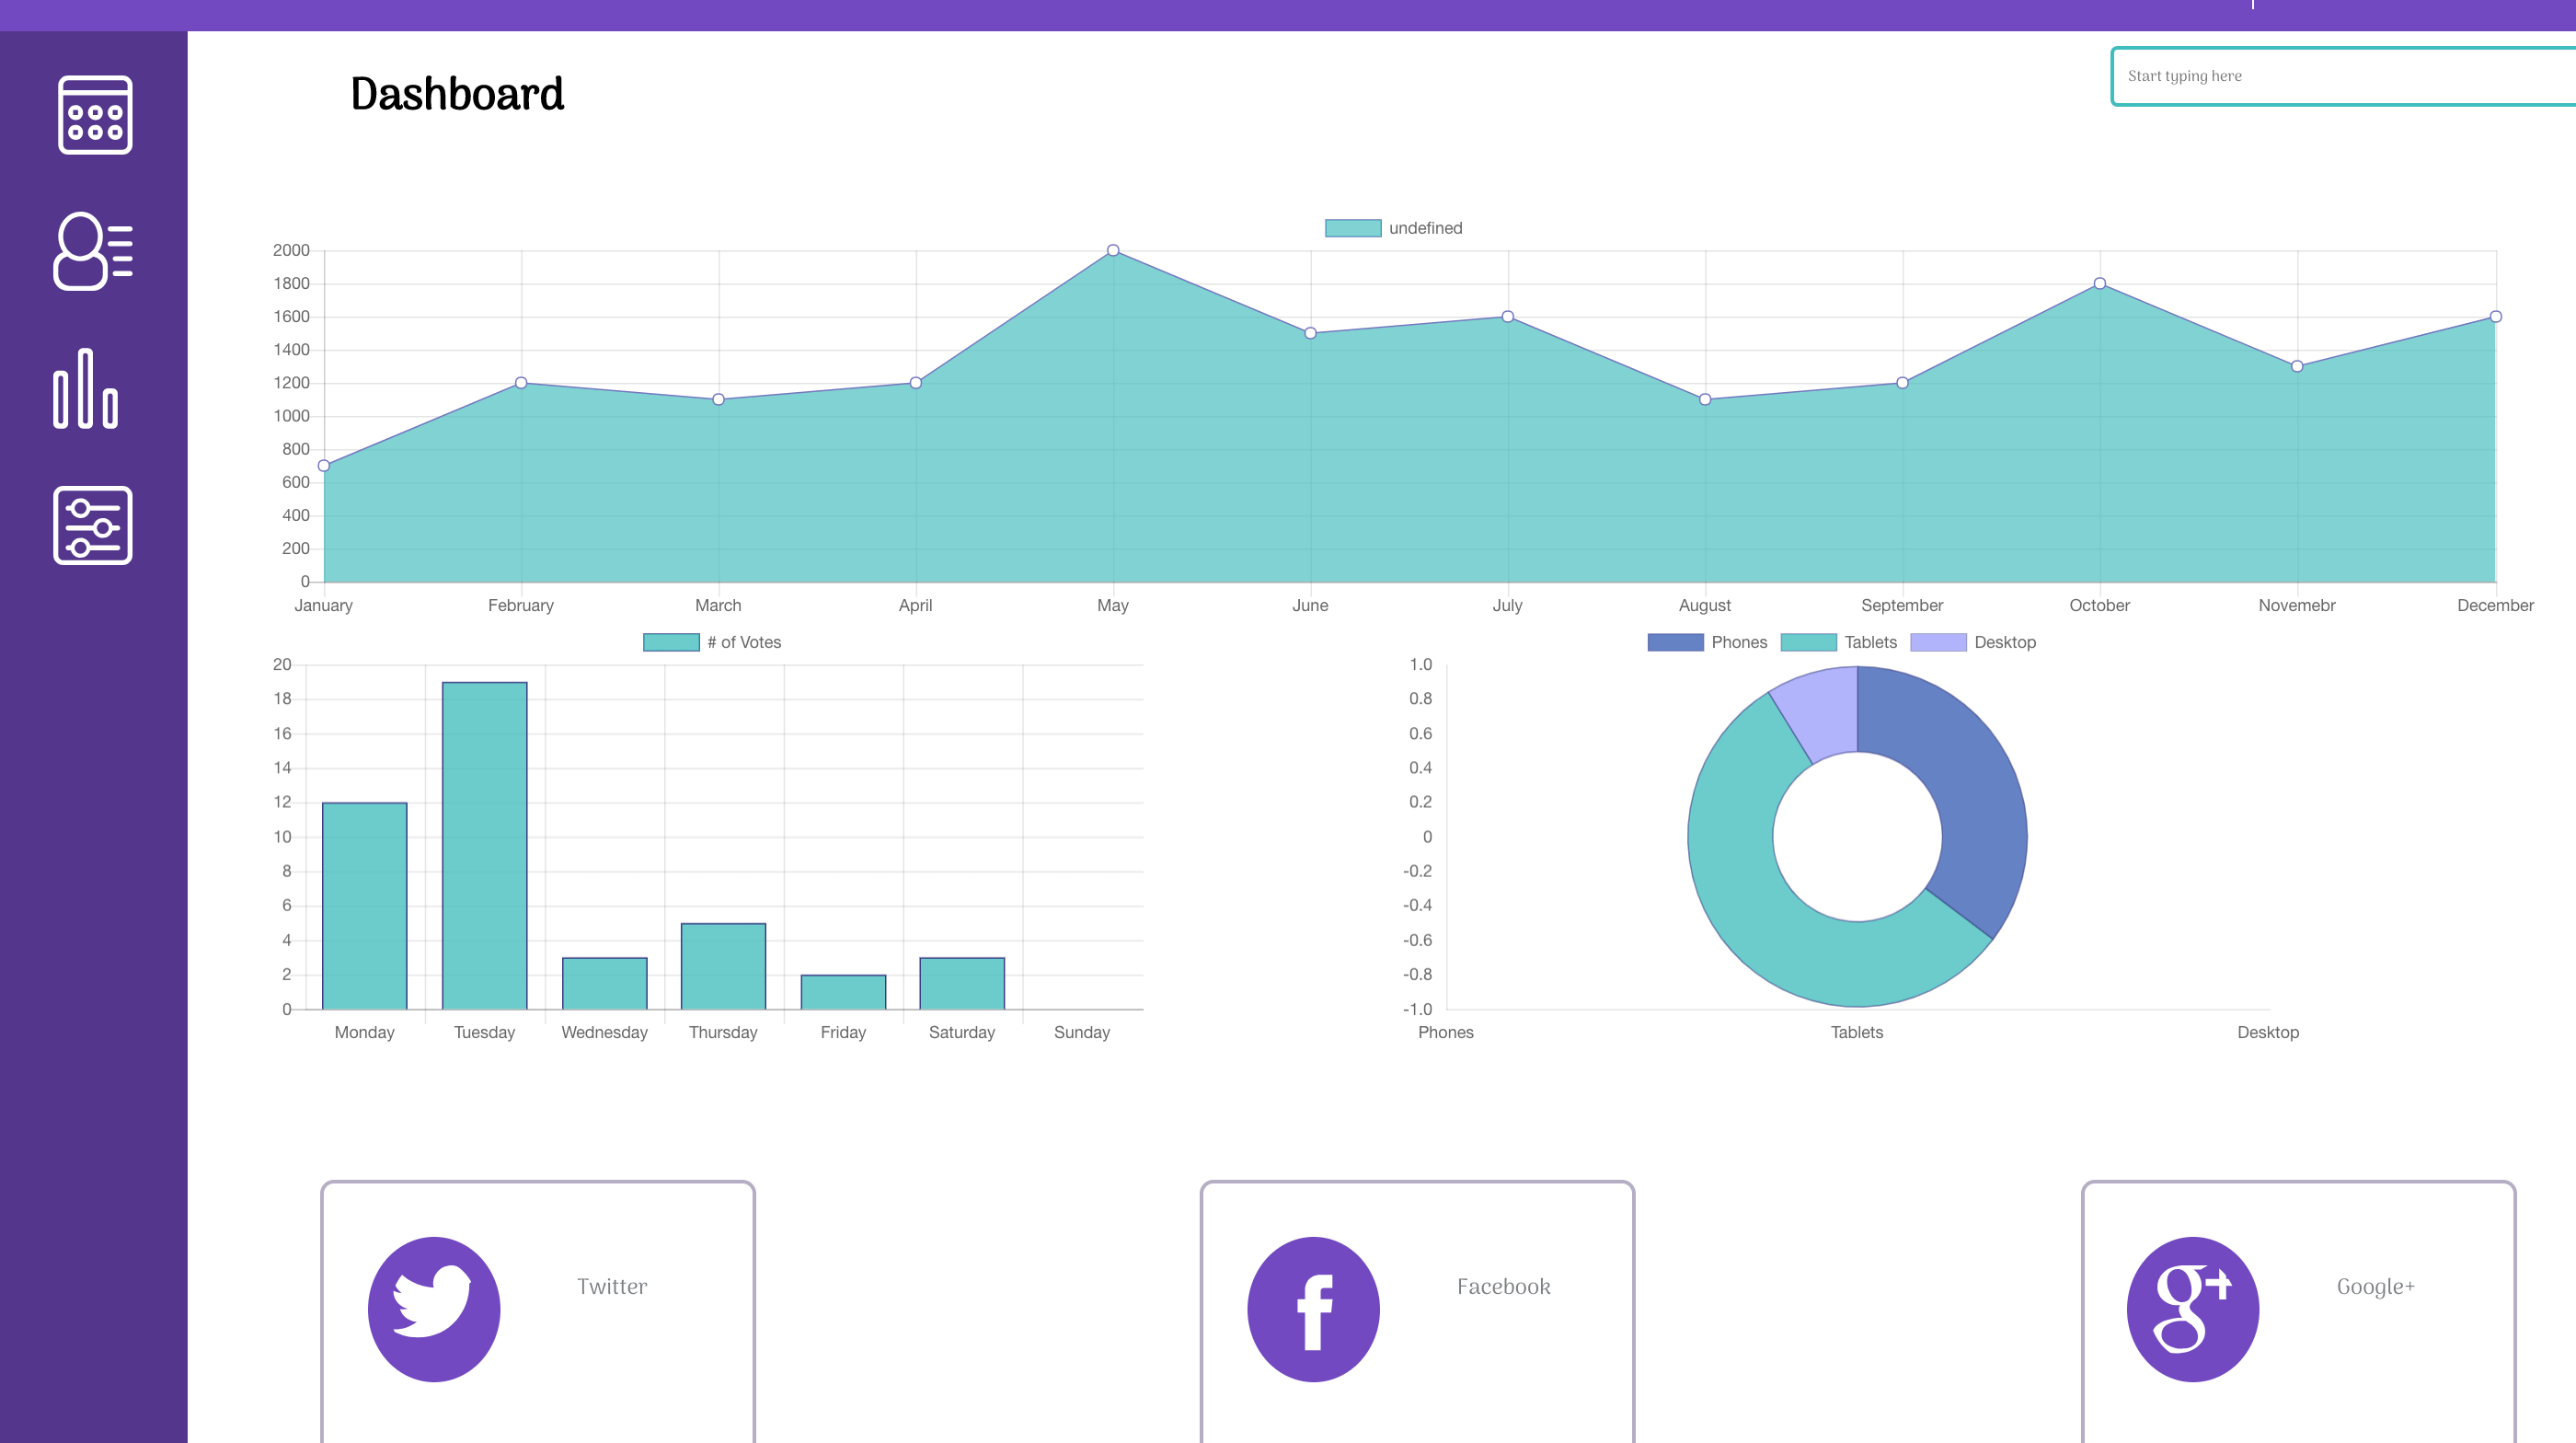 Dashboard
Start typing here
undefined
2000
1800
1600
1400
1200
1000
800
600
400
200
0
January February March April May June July August September October Novemebr December
# of Votes
20
18
16
14
12
10
8
6
4
2
0
Monday Tuesday Wednesday Thursday Friday Saturday Sunday
Phones Tablets Desktop
1.0
0.8
0.6
0.4
0.2
0
-0.2
-0.4
-0.6
-0.8
-1.0
Phones Tablets Desktop
Twitter
f
Facebook
g+
Google+